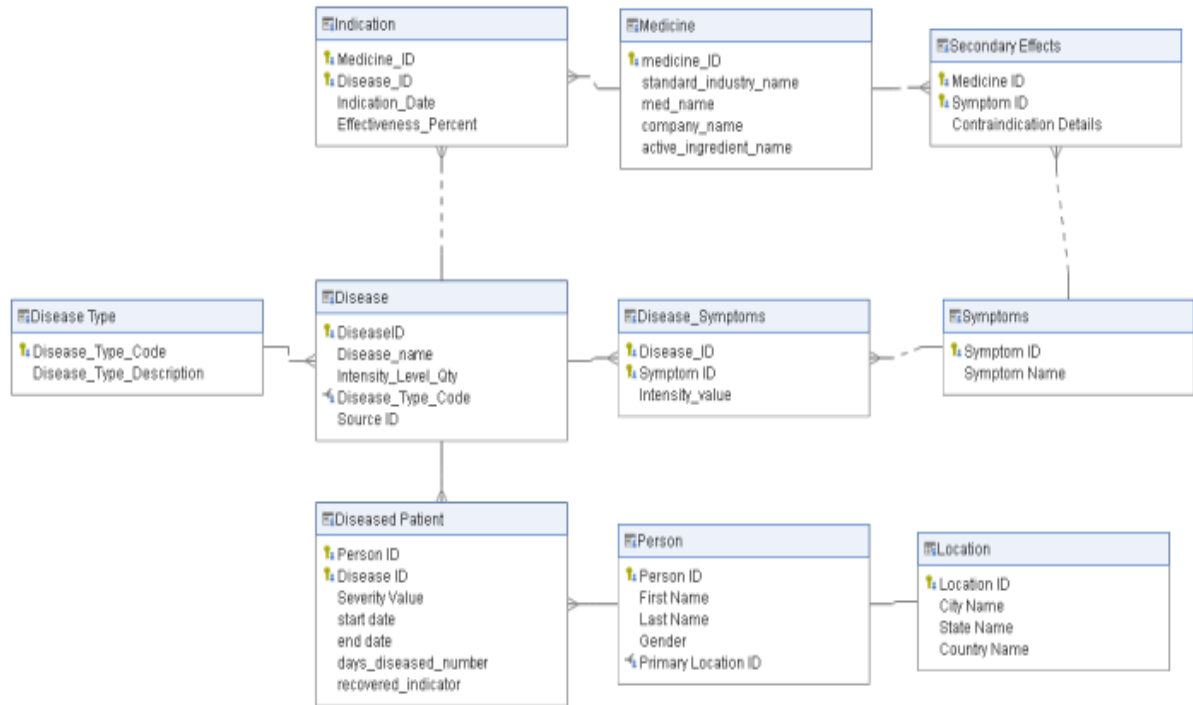 Indication
Medicine_ID
Disease_ID
Indication_Date
Effectiveness_Percent
Medicine
medicine_ID
standard_industry_name
med_name
company_name
active_ingredient_name
Secondary Effects
Medicine ID
Symptom ID
Contraindication Details
Disease Type
Disease_Type_Code
Disease_Type_Description
Disease
DiseaseID
Disease_name
Intensity_Level_Qty
Disease_Type_Code
Source ID
Disease_Symptoms
Disease_ID
Symptom ID
Intensity_value
Symptoms
Symptom ID
Symptom Name
Diseased Patient
Person ID
Disease ID
Severity Value
start date
end date
days_diseased_number
recovered_indicator
Person
Person ID
First Name
Last Name
Gender
Primary Location ID
Location
Location ID
City Name
State Name
Country Name